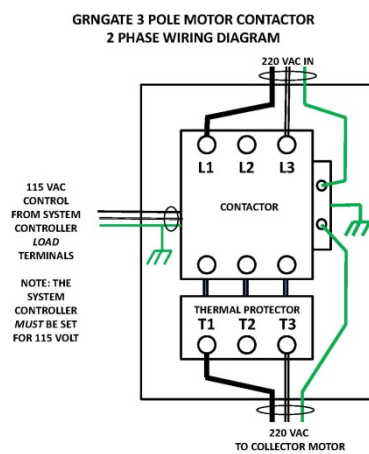 GRNGATE 3 POLE MOTOR CONTACTOR
2 PHASE WIRING DIAGRAM
220 VAC IN
L1 L2 L3
CONTACTOR
115 VAC
CONTROL
FROM SYSTEM
CONTROLLER
LOAD
TERMINALS
NOTE: THE
SYSTEM
CONTROLLER
MUST BE SET
FOR 115 VOLT
THERMAL PROTECTOR
T1 T2 T3
220 VAC
TO COLLECTOR MOTOR